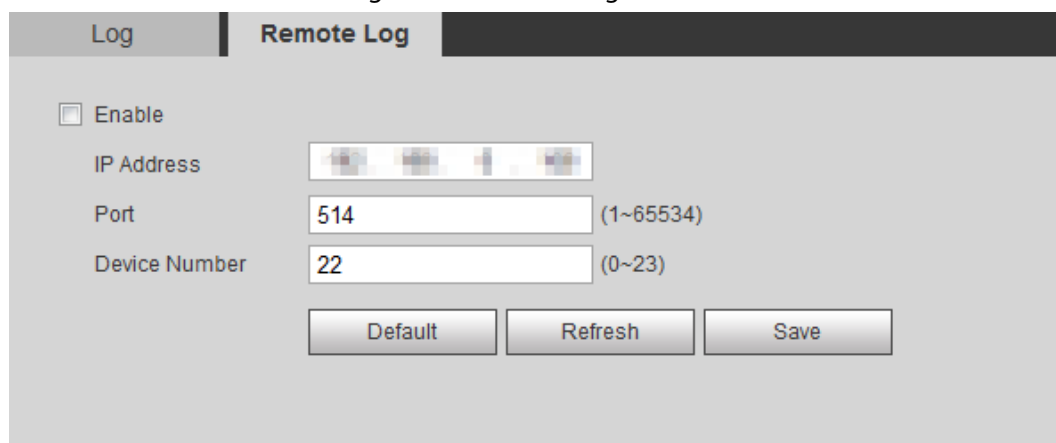 Log Remote Log
Enable
IP Address
Port 514 (1~65534)
Device Number 22 (0~23)
Default Refresh Save